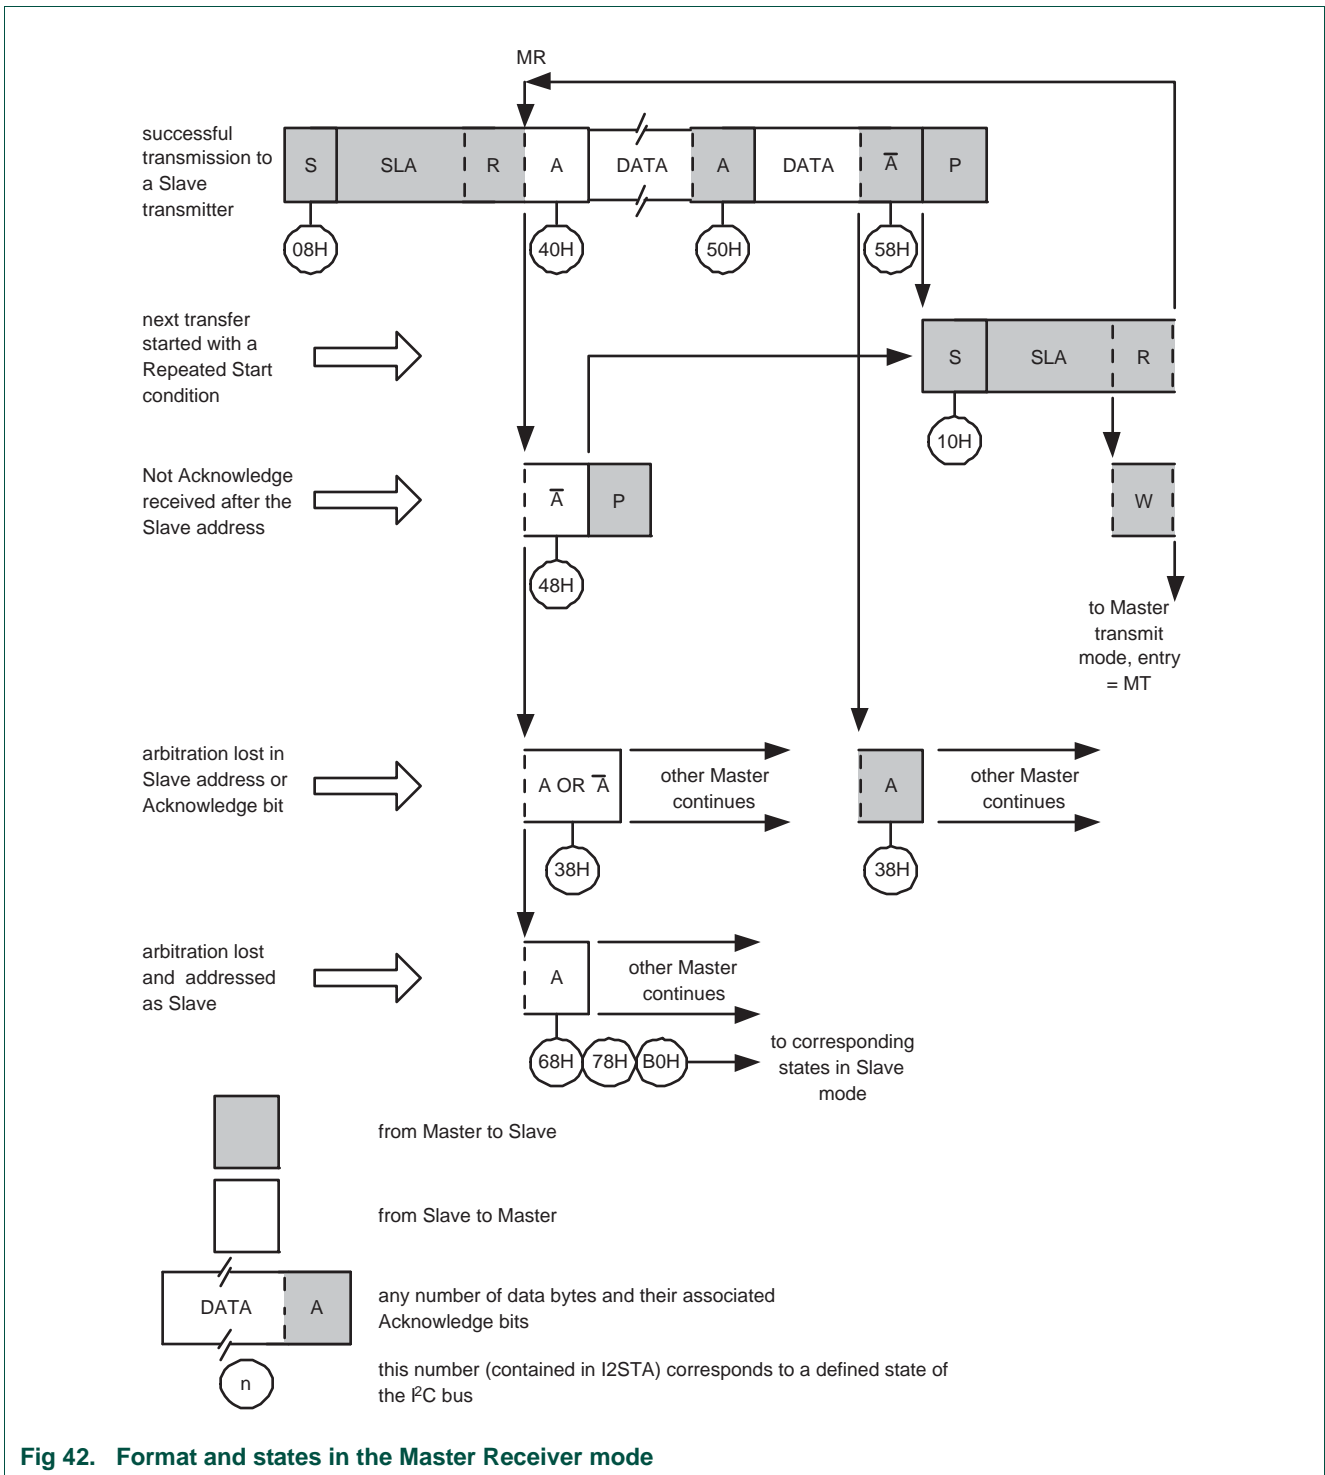 MR
successful
transmission to
a Slave
transmitter
S SLA R A DATA A DATA A̅ P
08H 40H 50H 58H
next transfer
started with a
Repeated Start
condition
S SLA R
10H
Not Acknowledge
received after the
Slave address
A̅ P W
48H
to Master
transmit
mode, entry
= MT
arbitration lost in
Slave address or
Acknowledge bit
A OR A̅
other Master
continues
A
other Master
continues
38H 38H
arbitration lost
and addressed
as Slave
A
other Master
continues
68H 78H B0H
to corresponding
states in Slave
mode
from Master to Slave
from Slave to Master
DATA A
any number of data bytes and their associated
Acknowledge bits
n
this number (contained in I2STA) corresponds to a defined state of
the I²C bus
Fig 42. Format and states in the Master Receiver mode